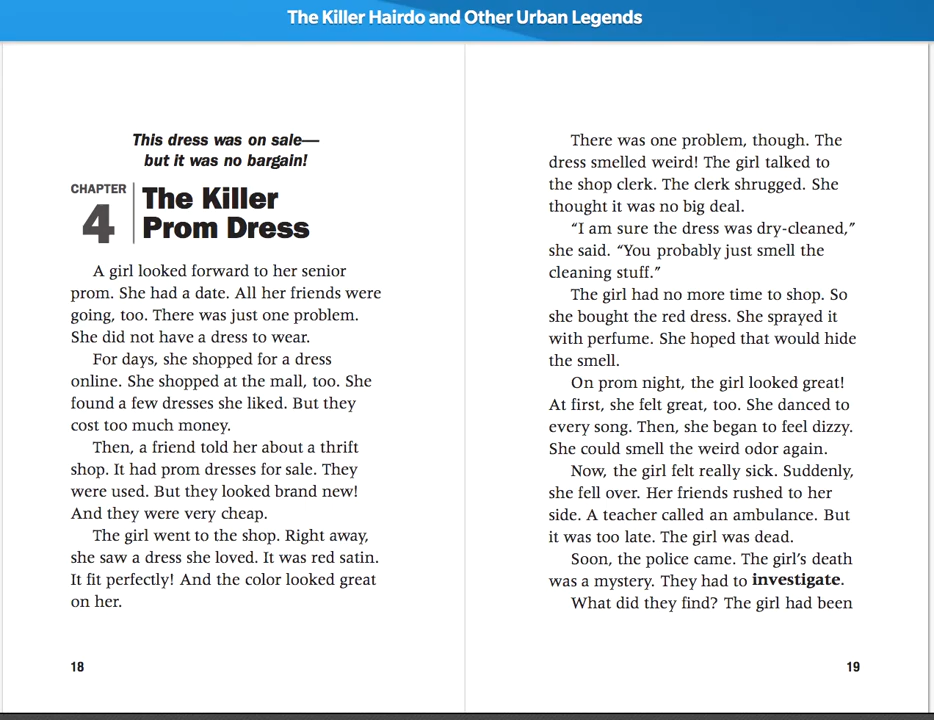 The Killer Hairdo and Other Urban Legends
This dress was on sale—
but it was no bargain!
CHAPTER
4
The Killer
Prom Dress
A girl looked forward to her senior
prom. She had a date. All her friends were
going, too. There was just one problem.
She did not have a dress to wear.
For days, she shopped for a dress
online. She shopped at the mall, too. She
found a few dresses she liked. But they
cost too much money.
Then, a friend told her about a thrift
shop. It had prom dresses for sale. They
were used. But they looked brand new!
And they were very cheap.
The girl went to the shop. Right away,
she saw a dress she loved. It was red satin.
It fit perfectly! And the color looked great
on her.
18
There was one problem, though. The
dress smelled weird! The girl talked to
the shop clerk. The clerk shrugged. She
thought it was no big deal.
“I am sure the dress was dry-cleaned,”
she said. “You probably just smell the
cleaning stuff.”
The girl had no more time to shop. So
she bought the red dress. She sprayed it
with perfume. She hoped that would hide
the smell.
On prom night, the girl looked great!
At first, she felt great, too. She danced to
every song. Then, she began to feel dizzy.
She could smell the weird odor again.
Now, the girl felt really sick. Suddenly,
she fell over. Her friends rushed to her
side. A teacher called an ambulance. But
it was too late. The girl was dead.
Soon, the police came. The girl’s death
was a mystery. They had to investigate.
What did they find? The girl had been
19